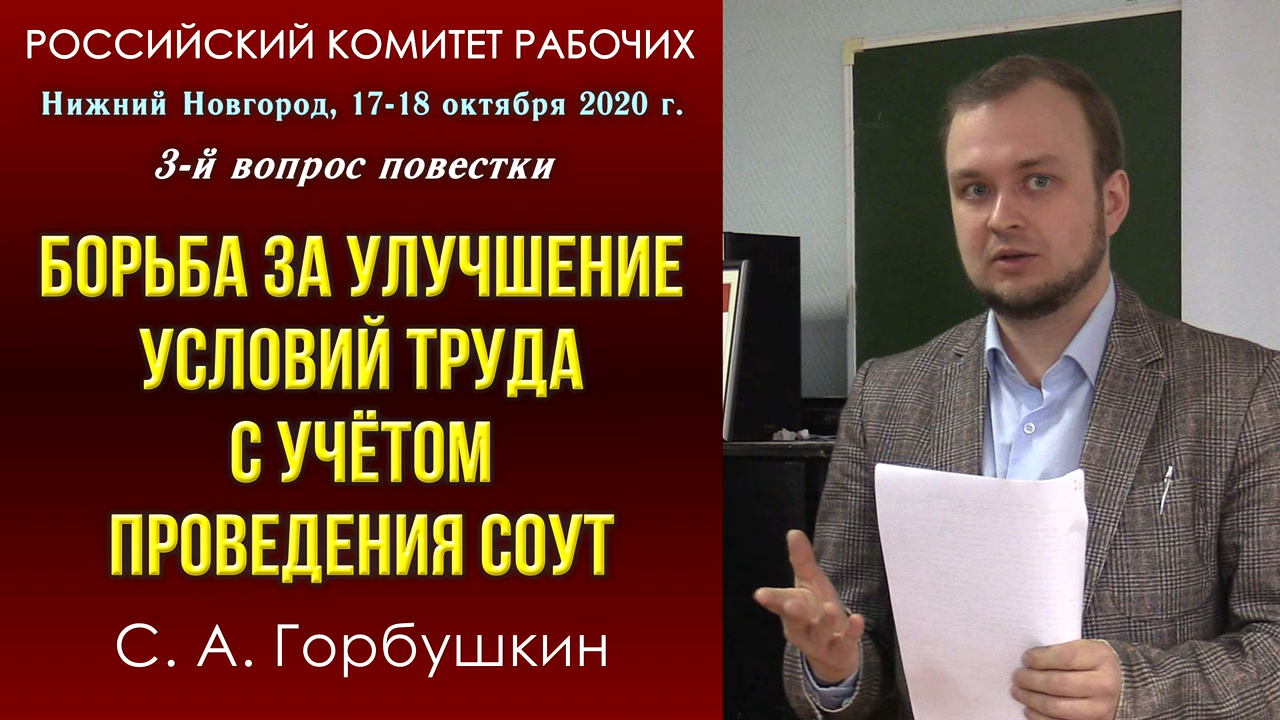 РОССИЙСКИЙ КОМИТЕТ РАБОЧИХ
Нижний Новгород, 17-18 октября 2020 г.
3-й вопрос повестки
БОРЬБА ЗА УЛУЧШЕНИЕ
УСЛОВИЙ ТРУДА
С УЧЁТОМ
ПРОВЕДЕНИЯ СОУТ
С. А. Горбушкин